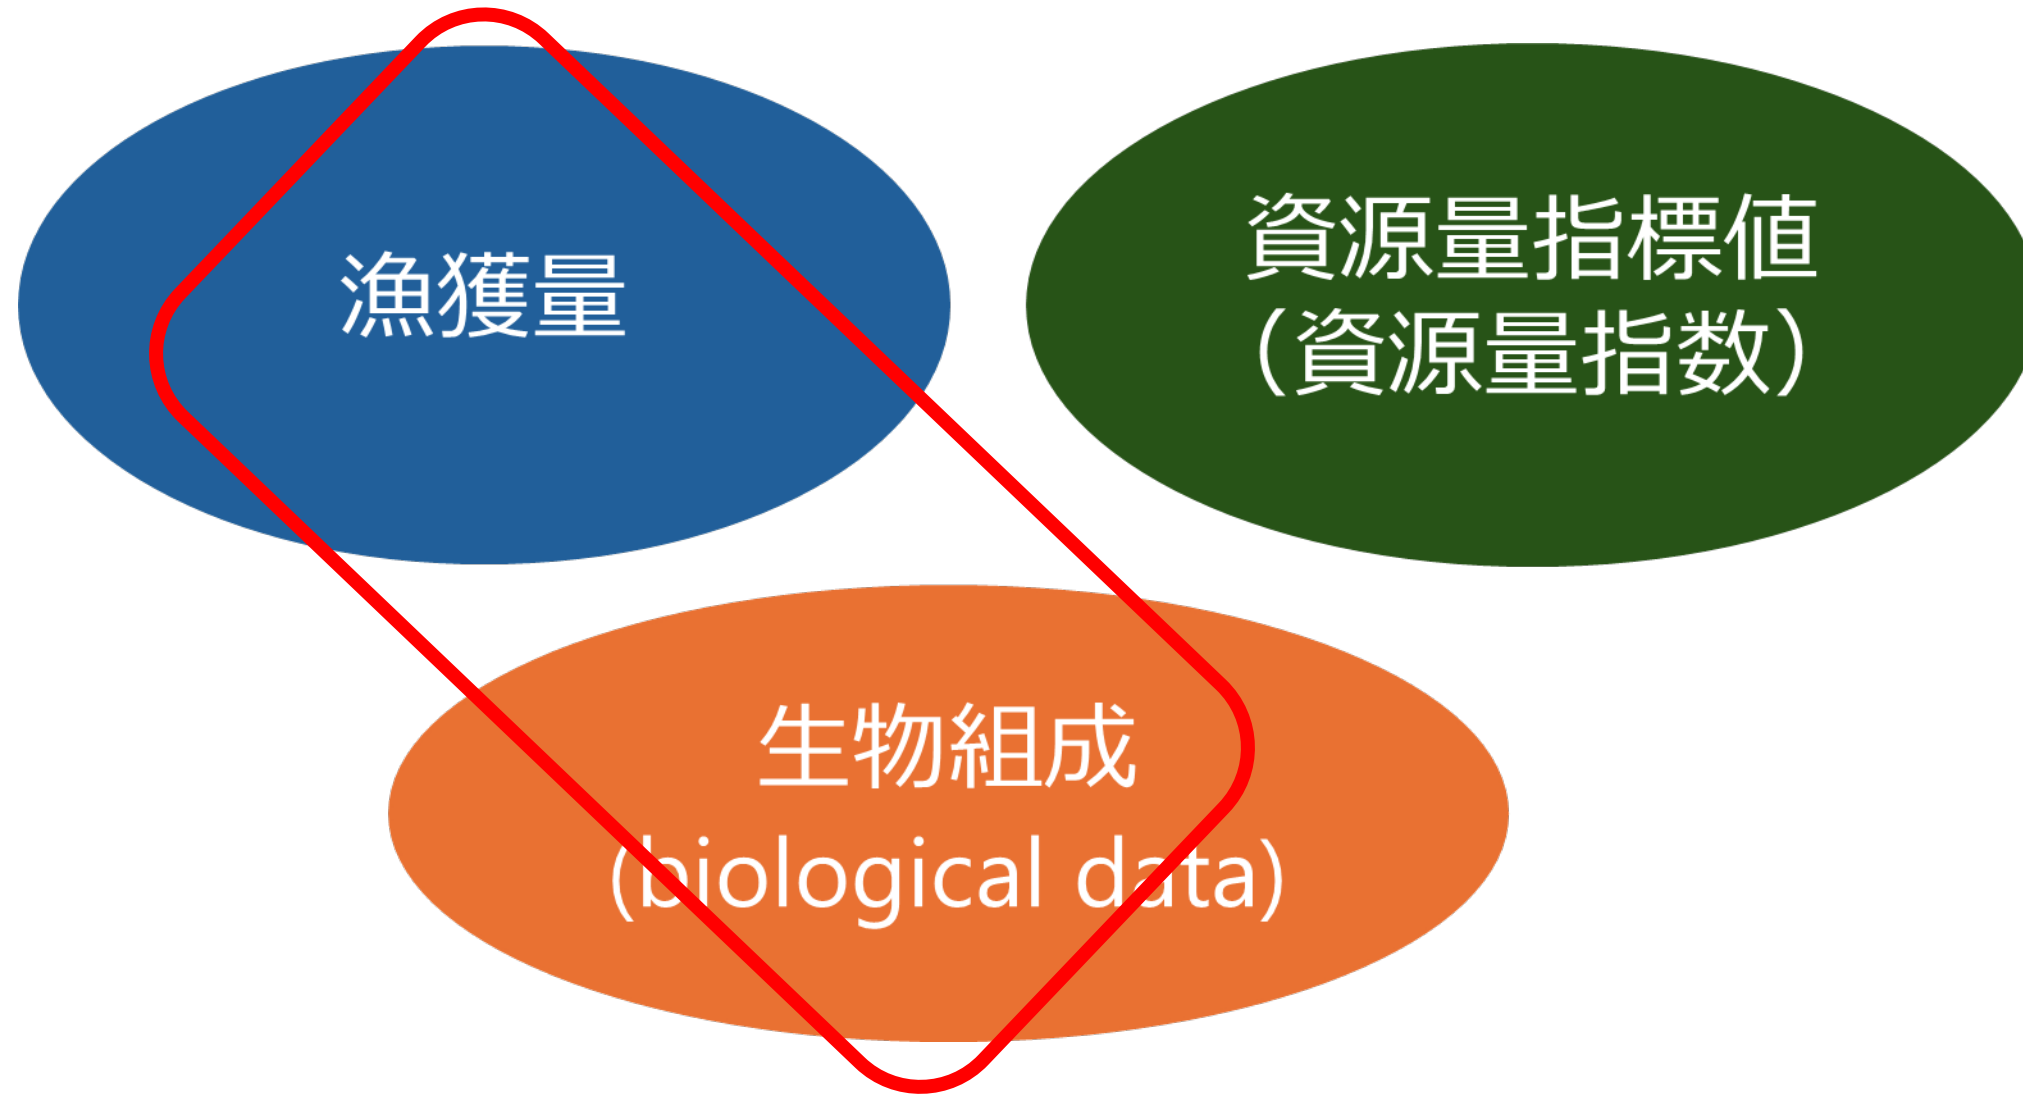 漁獲量
資源量指標値
（資源量指数）
生物組成
(biological data)